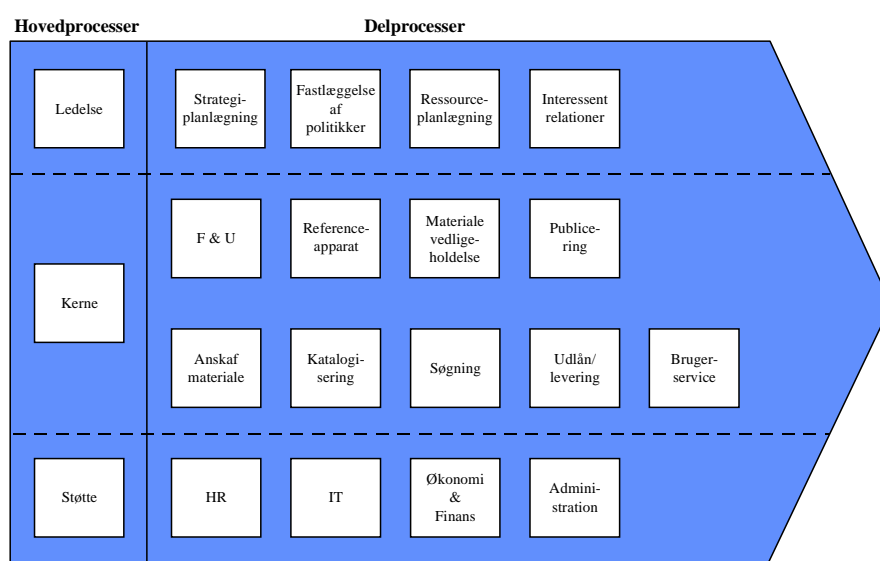 Hovedprocesser
Delprocesser
Ledelse
Strategi-
planlægning
Fastlæggelse
af
politikker
Ressource-
planlægning
Interessent
relationer
Kerne
F & U
Reference-
apparat
Materiale
vedlige-
holdelse
Publice-
ring
Anskaf
materiale
Katalogi-
sering
Søgning
Udlån/
levering
Bruger-
service
Støtte
HR
IT
Økonomi
&
Finans
Admini-
stration